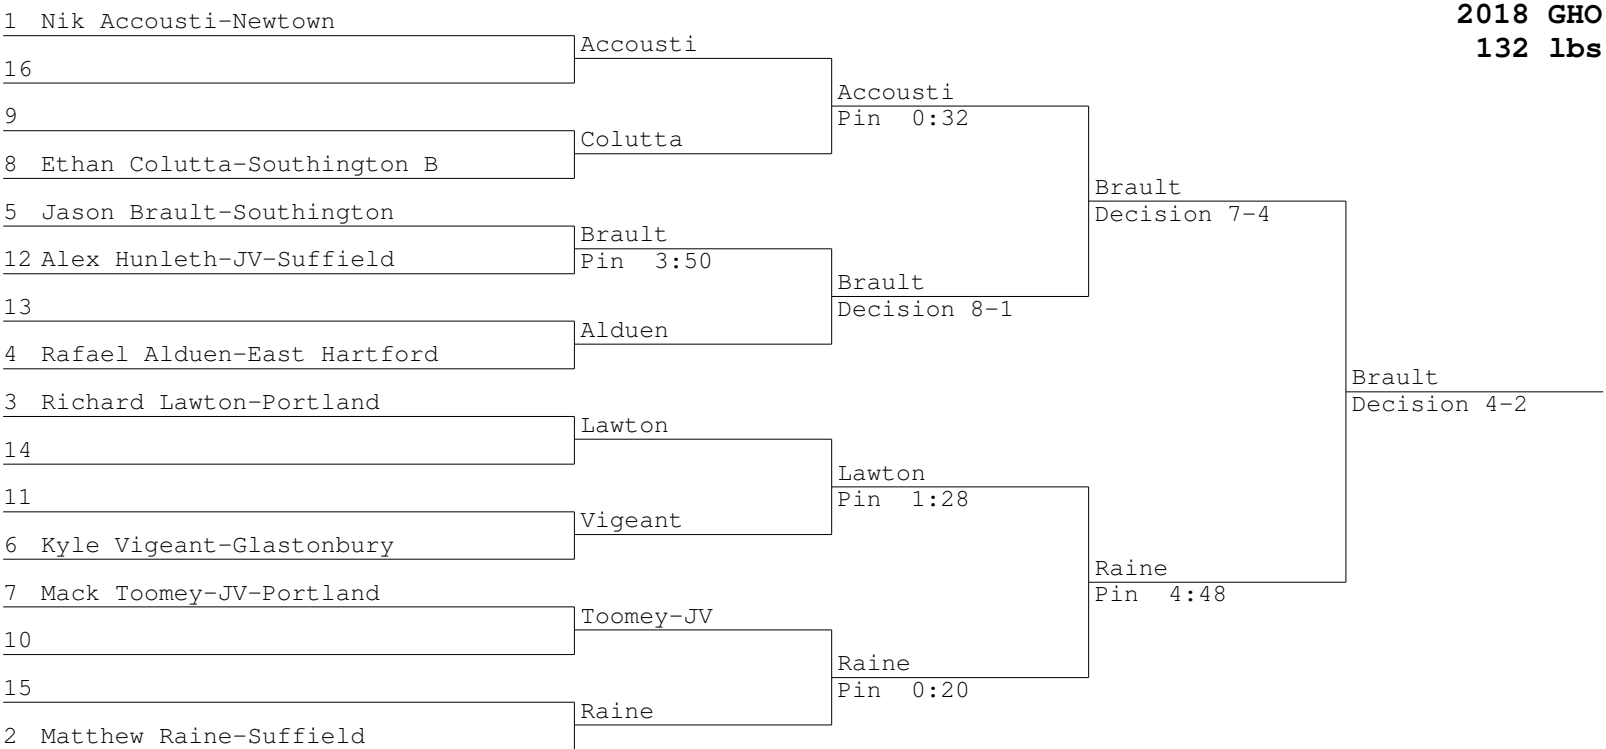 2018 GHO
132 lbs
1 Nik Accousti-Newtown
Accousti
16
Accousti
Pin 0:32
9
Colutta
8 Ethan Colutta-Southington B
Brault
Decision 7-4
5 Jason Brault-Southington
Brault
Pin 3:50
12 Alex Hunleth-JV-Suffield
Brault
Decision 8-1
13
Alduen
4 Rafael Alduen-East Hartford
Brault
Decision 4-2
3 Richard Lawton-Portland
Lawton
14
Lawton
Pin 1:28
11
Vigeant
6 Kyle Vigeant-Glastonbury
Raine
Pin 4:48
7 Mack Toomey-JV-Portland
Toomey-JV
10
Raine
Pin 0:20
15
Raine
2 Matthew Raine-Suffield